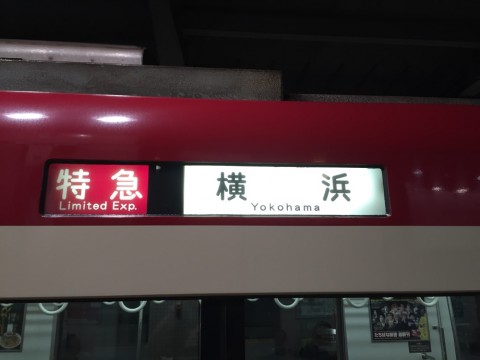 特急
Limited Exp.
横浜
Yokohama